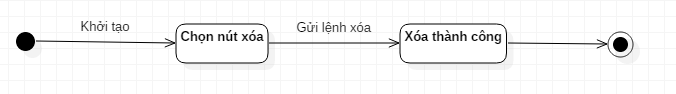 Khởi tạo
Chọn nút xóa
Gửi lệnh xóa
Xóa thành công